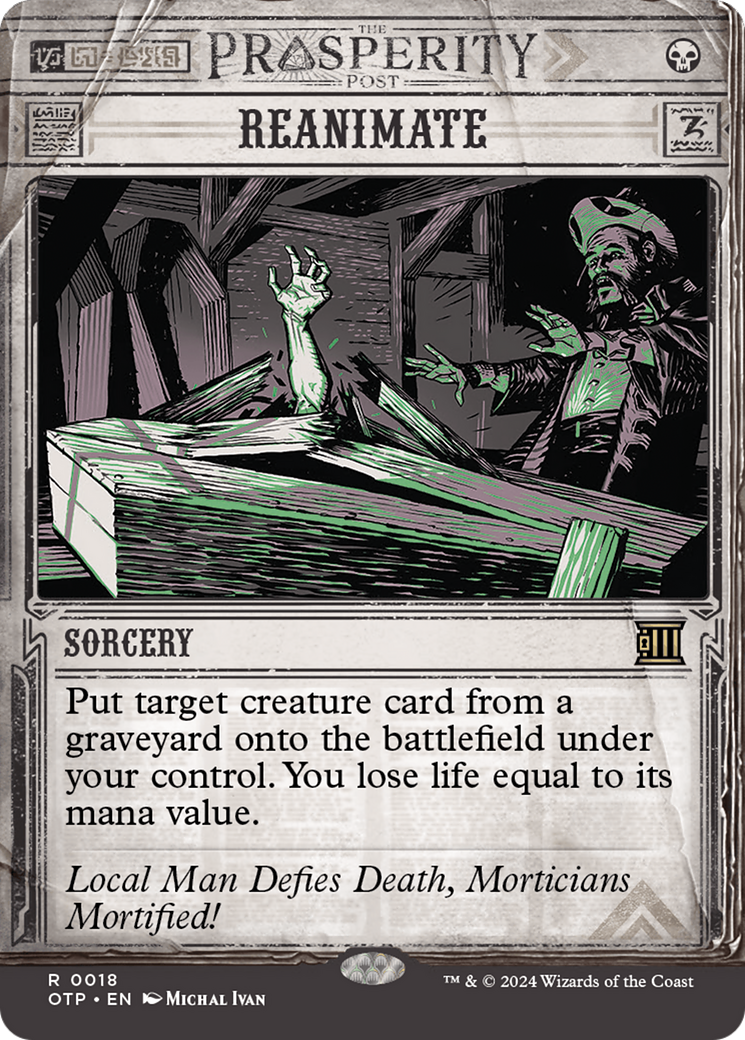 THE
PROSPERITY
POST
REANIMATE
SORCERY
Put target creature card from a
graveyard onto the battlefield under
your control. You lose life equal to its
mana value.
Local Man Defies Death, Morticians
Mortified!
R 0018
OTP • EN Michal Ivan
™ & © 2024 Wizards of the Coast